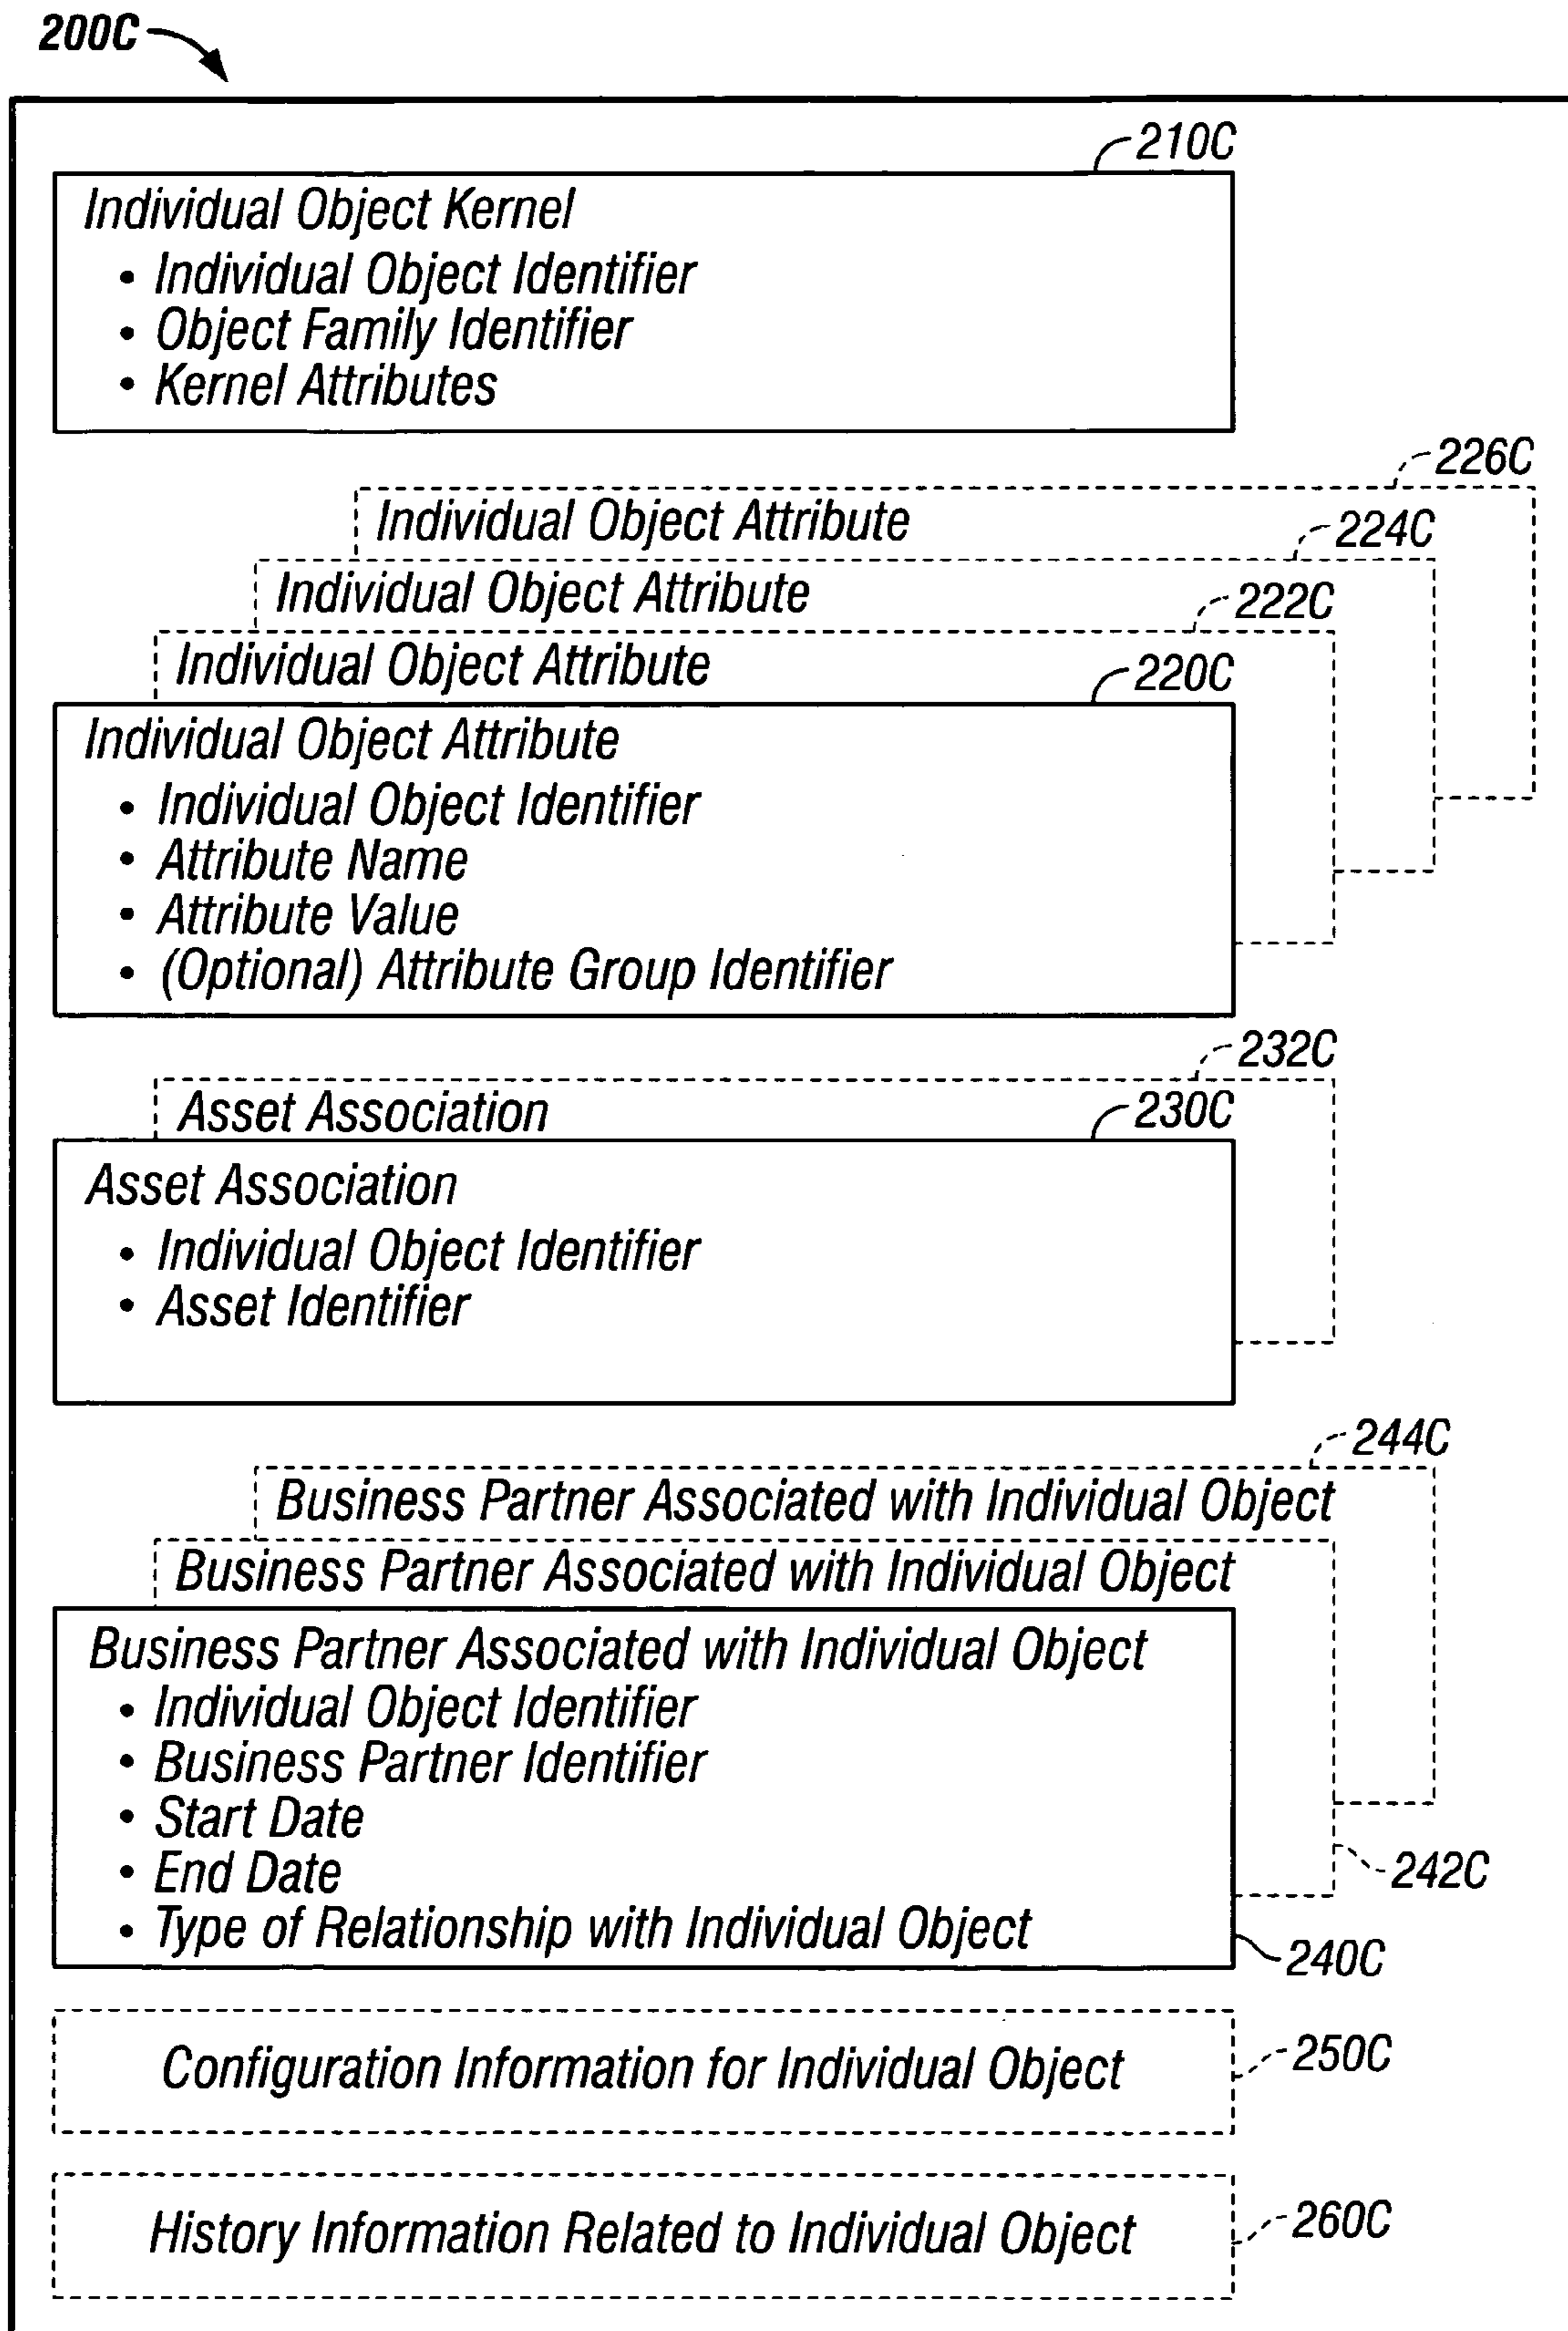 200C
210C
Individual Object Kernel
• Individual Object Identifier
• Object Family Identifier
• Kernel Attributes
226C
Individual Object Attribute
224C
Individual Object Attribute
222C
Individual Object Attribute
220C
Individual Object Attribute
• Individual Object Identifier
• Attribute Name
• Attribute Value
• (Optional) Attribute Group Identifier
232C
Asset Association
230C
Asset Association
• Individual Object Identifier
• Asset Identifier
244C
Business Partner Associated with Individual Object
Business Partner Associated with Individual Object
Business Partner Associated with Individual Object
• Individual Object Identifier
• Business Partner Identifier
• Start Date
• End Date
242C
• Type of Relationship with Individual Object
240C
Configuration Information for Individual Object
250C
History Information Related to Individual Object
260C